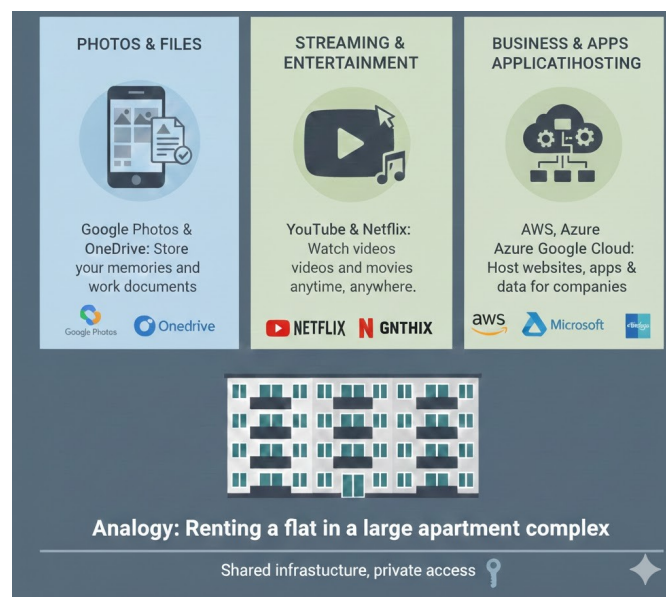 PHOTOS & FILES
Google Photos &
OneDrive: Store
your memories and
work documents
Google Photos
Onedrive
STREAMING &
ENTERTAINMENT
YouTube & Netflix:
Watch videos
videos and movies
anytime, anywhere.
NETFLIX
N GNTHIX
BUSINESS & APPS
APPLICATIHOSTING
AWS, Azure
Azure Google Cloud:
Host websites, apps &
data for companies
aws
Microsoft
Analogy: Renting a flat in a large apartment complex
Shared infrastucture, private access